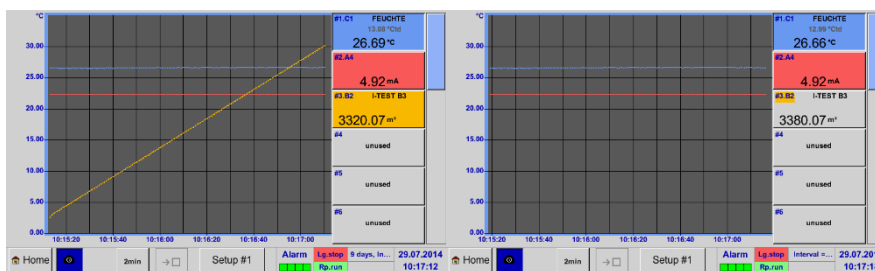 °C
30.00
25.00
20.00
15.00
10.00
5.00
0.00
10:15:20 10:15:40 10:16:00 10:16:20 10:16:40 10:17:00
#1.C1 FEUCHTE
26.69 °C
#2.A4
4.92 mA
#3.B2 I-TEST B3
3320.07 m³
#4
unused
#5
unused
#6
unused
Home 2min Setup #1 Alarm Lg.stop 9 days, In... 29.07.2014
Rp.run 10:17:12
°C
30.00
25.00
20.00
15.00
10.00
5.00
0.00
10:15:20 10:15:40 10:16:00 10:16:20 10:16:40 10:17:00
#1.C1 FEUCHTE
12.99 °Ctd
26.66 °C
#2.A4
4.92 mA
#3.B2 I-TEST B3
3380.07 m³
#4
unused
#5
unused
#6
unused
Home 2min Setup #1 Alarm Lg.stop Interval =... 29.07.20
Rp.run 10:17:1